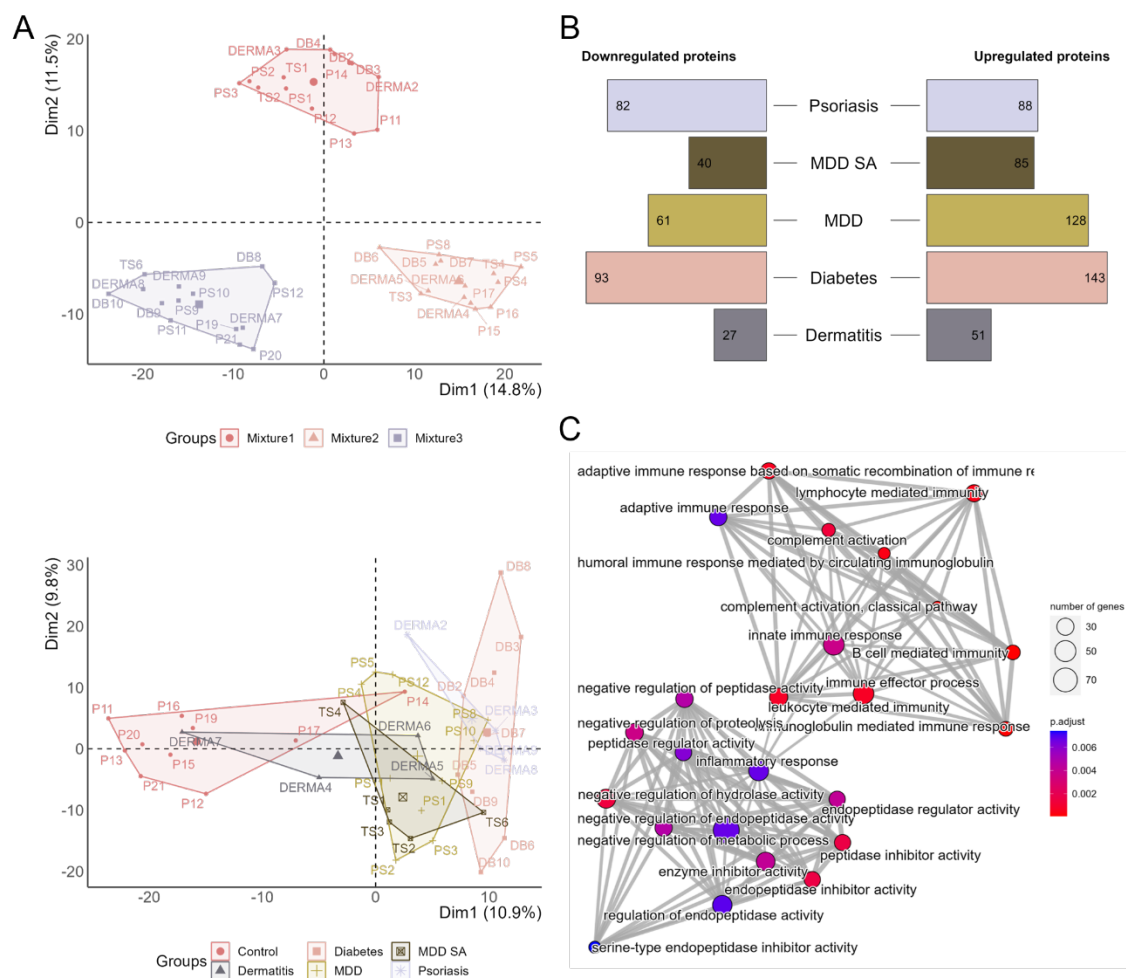 A
20
10
0
-10
Dim2 (11.5%)
DB4
DERMA3
DB2
PS2
TS1
P14
DB3
DERMA2
PS3
TS2
PS1
P12
P11
P13
DB6
PS8
PS5
DB5
DB7
TS4
DERMA5
PS4
TS3
P17
DERMA4
P16
P15
TS6
DB8
DERMA9
DERMA8
PS10
PS12
DB10
DB9
PS9
PS11
P19
DERMA7
P21
P20
-20
-10
0
10
20
Dim1 (14.8%)
Groups
Mixture1
Mixture2
Mixture3
30
20
10
0
-10
-20
Dim2 (9.8%)
DB8
DERMA2
DB3
PS5
PS12
PS4
DB2
DB4
P11
P16
P14
TS4
PS8
DERMA3
P19
P17
DERMA6
PS10
DB7
P20
DERMA7
P13
P15
DERMA5
DB5
DERMA8
DERMA4
PS9
P21
P12
TS1
PS1
DB9
TS3
TS6
TS2
PS3
DB6
PS2
DB10
-20
-10
0
10
Dim1 (10.9%)
Groups
Control
Diabetes
MDD SA
Dermatitis
MDD
Psoriasis
B
Downregulated proteins
Upregulated proteins
82
Psoriasis
88
40
MDD SA
85
61
MDD
128
93
Diabetes
143
27
Dermatitis
51
C
adaptive immune response based on somatic recombination of immune re
lymphocyte mediated immunity
adaptive immune response
complement activation
humoral immune response mediated by circulating immunoglobulin
complement activation, classical pathway
innate immune response
B cell mediated immunity
immune effector process
negative regulation of peptidase activity
leukocyte mediated immunity
immunoglobulin mediated immune response
negative regulation of proteolysis
peptidase regulator activity
inflammatory response
negative regulation of hydrolase activity
endopeptidase regulator activity
negative regulation of endopeptidase activity
negative regulation of metabolic process
peptidase inhibitor activity
enzyme inhibitor activity
endopeptidase inhibitor activity
regulation of endopeptidase activity
serine-type endopeptidase inhibitor activity
number of genes
30
50
70
p.adjust
0.006
0.004
0.002